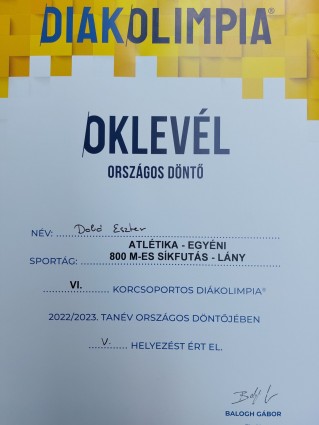 DIÁKOLIMPIA®
OKLEVÉL
ORSZÁGOS DÖNTŐ
NÉV: Dobó Eszter
ATLÉTIKA - EGYÉNI
SPORTÁG: 800 M-ES SÍKFUTÁS - LÁNY
VI. KORCSOPORTOS DIÁKOLIMPIA®
2022/2023. TANÉV ORSZÁGOS DÖNTŐJÉBEN
V. HELYEZÉST ÉRT EL.
BALOGH GÁBOR